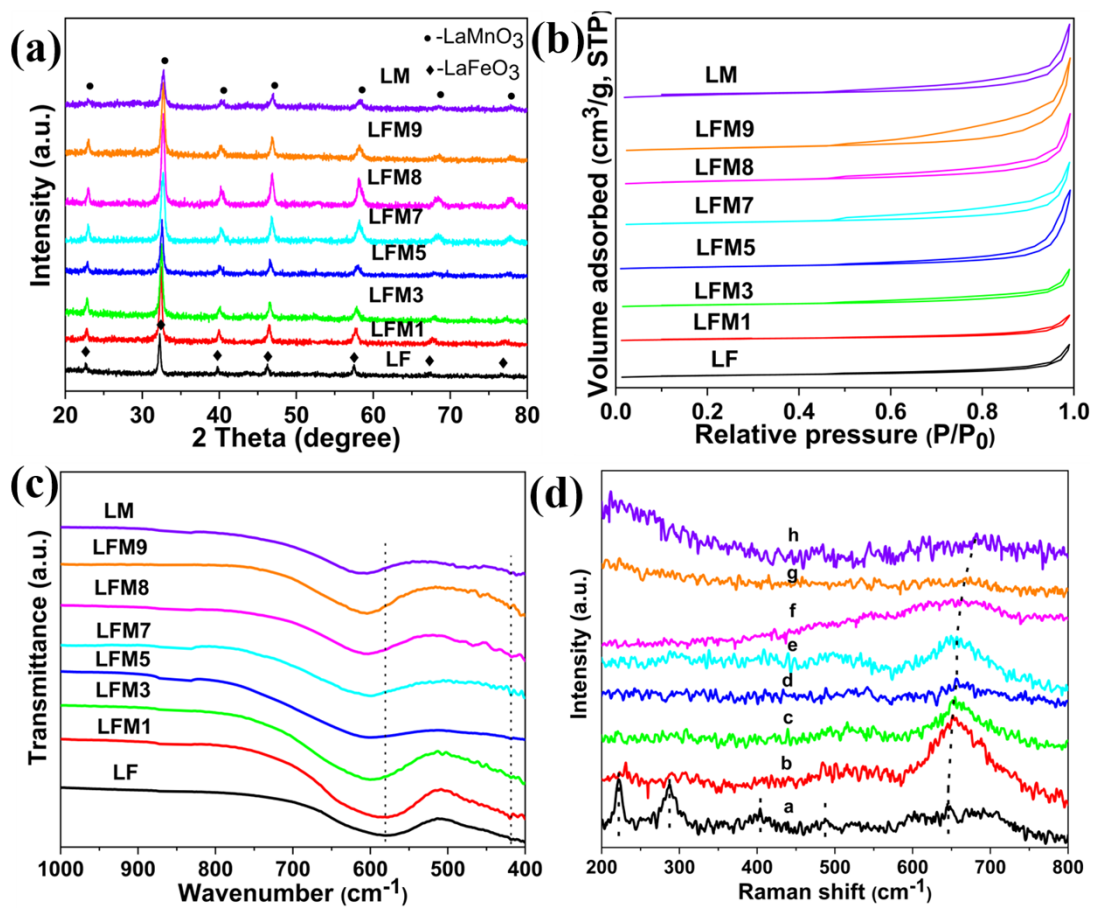 (a)
•-LaMnO₃
♦-LaFeO₃
LM
LFM9
LFM8
LFM7
LFM5
LFM3
LFM1
LF
Intensity (a.u.)
20 30 40 50 60 70 80
2 Theta (degree)
(b)
LM
LFM9
LFM8
LFM7
LFM5
LFM3
LFM1
LF
Volume adsorbed (cm³/g, STP)
0.0 0.2 0.4 0.6 0.8 1.0
Relative pressure (P/P₀)
(c)
LM
LFM9
LFM8
LFM7
LFM5
LFM3
LFM1
LF
Transmittance (a.u.)
1000 900 800 700 600 500 400
Wavenumber (cm⁻¹)
(d)
h
g
f
e
d
c
b
a
Intensity (a.u.)
200 300 400 500 600 700 800
Raman shift (cm⁻¹)